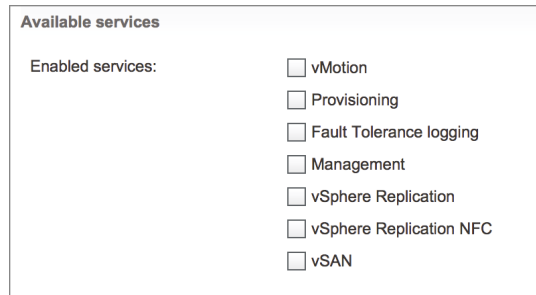 Available services
Enabled services:
vMotion
Provisioning
Fault Tolerance logging
Management
vSphere Replication
vSphere Replication NFC
vSAN